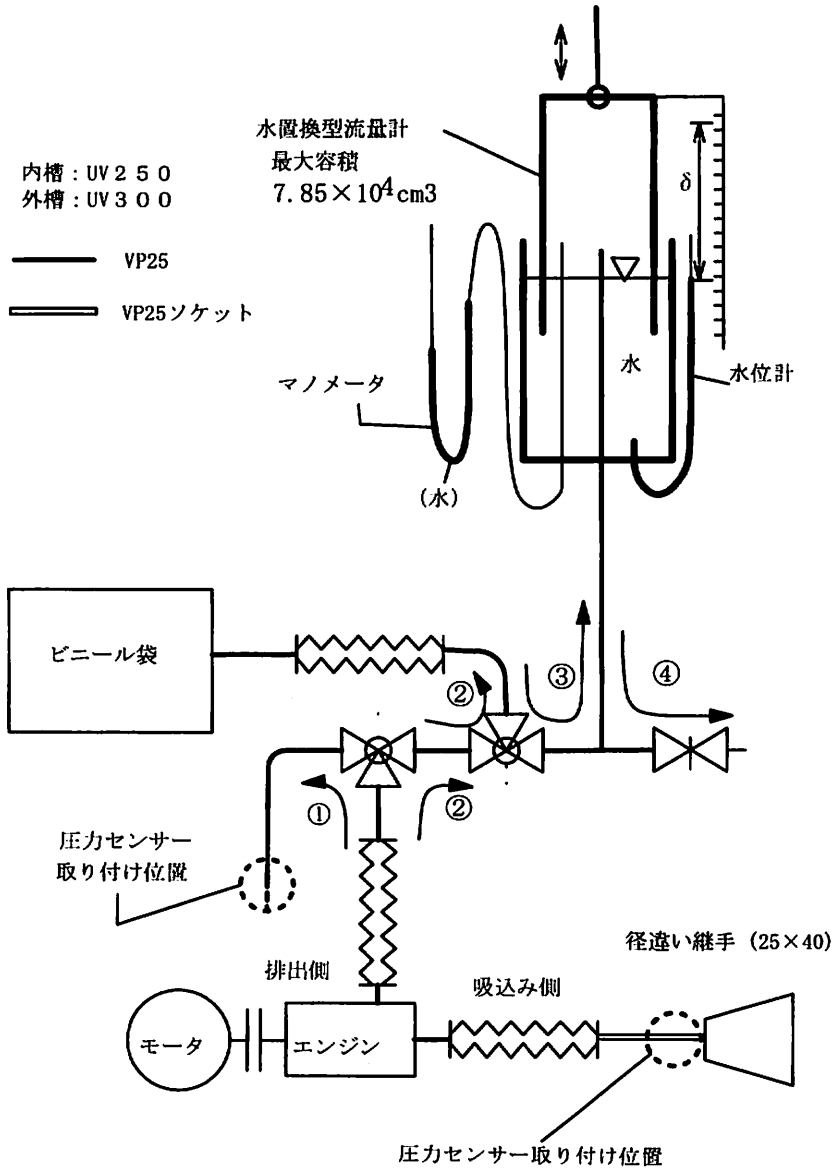 水置換型流量計
最大容積
7.85×10⁴cm3
内槽：UV２５０
外槽：UV３００
VP25
VP25ソケット
δ
マノメータ
(水)
水
水位計
ビニール袋
②
③
④
①
②
圧力センサー
取り付け位置
径違い継手 (25×40)
排出側
吸込み側
モータ
エンジン
圧力センサー取り付け位置